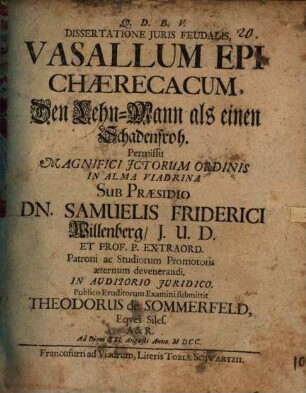 Q. D. B. V.
DISSERTATIONE JURIS FEUDALIS, 20.
VASALLUM EPI
CHÆRECACUM,
Den Lehn-Mann als einen
Schadenfroh.
Permissu
MAGNIFICI JCTORUM ORDINIS
IN ALMA VIADRINA
SUB PRÆSIDIO
DN. SAMUELIS FRIDERICI
Willenberg/ J. U. D.
ET PROF. P. EXTRAORD.
Patroni ac Studiorum Promotoris
æternum devenerandi,
IN AUDITORIO JURIDICO,
Publico Eruditorum Examini submittit
THEODORUS de SOMMERFELD,
Eqves Siles.
A & R.
Ad Diem XXI. Augusti Anno. M DCC.
Francofurti ad Viadrum, Literis TOBIÆ SCHWARTZII.
10